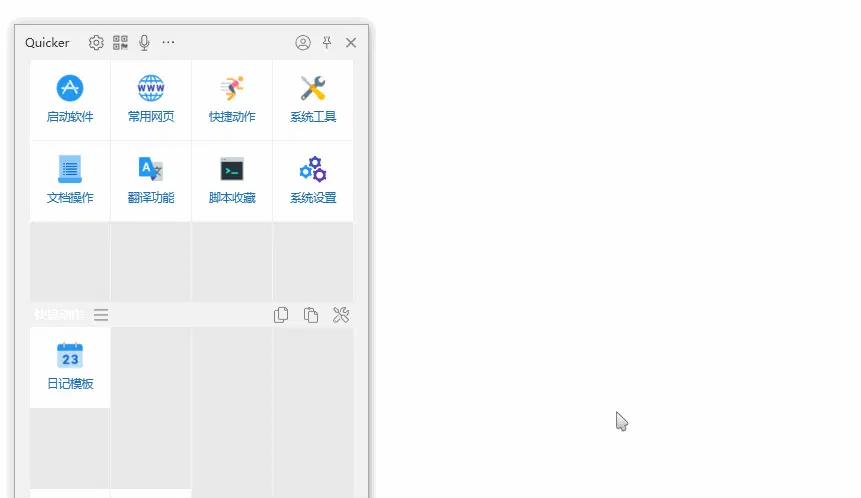 Quicker
启动软件 常用网页 快捷动作 系统工具
文档操作 翻译功能 脚本收藏 系统设置
快捷动作
23
日记模板